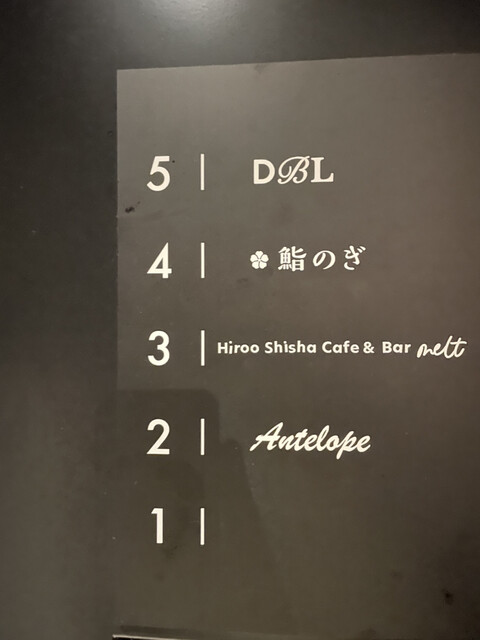 5 | DBL
4 | 鮨のぎ
3 | Hiroo Shisha Cafe & Bar melt
2 | Antelope
1 |